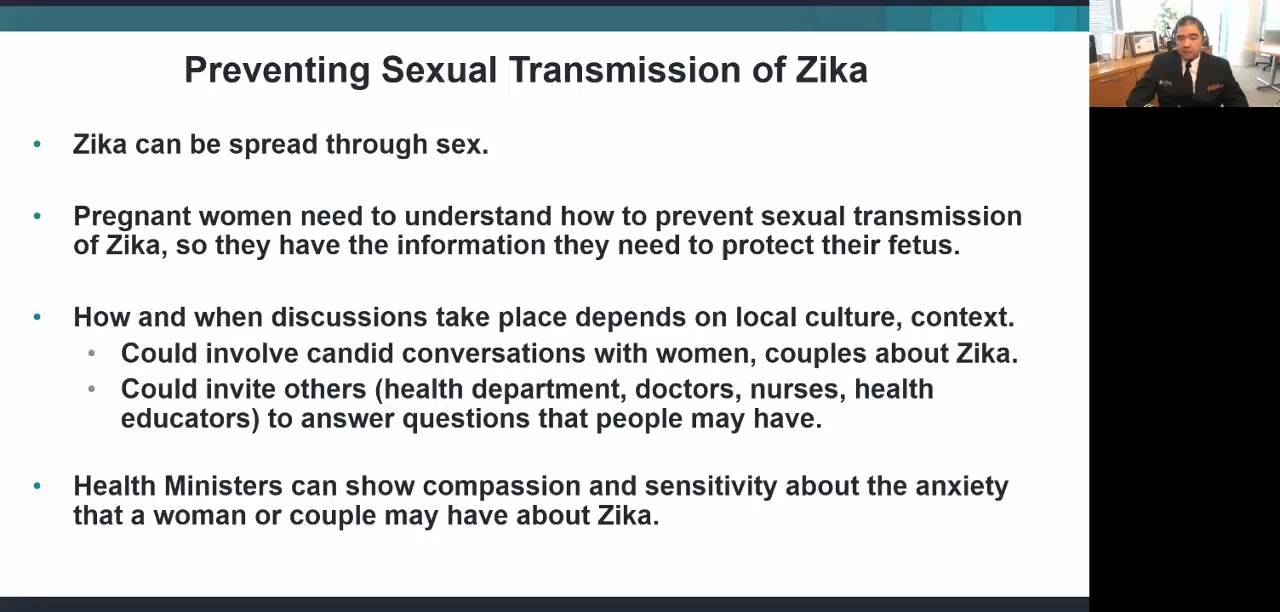 Preventing Sexual Transmission of Zika
• Zika can be spread through sex.
• Pregnant women need to understand how to prevent sexual transmission
of Zika, so they have the information they need to protect their fetus.
• How and when discussions take place depends on local culture, context.
• Could involve candid conversations with women, couples about Zika.
• Could invite others (health department, doctors, nurses, health
educators) to answer questions that people may have.
• Health Ministers can show compassion and sensitivity about the anxiety
that a woman or couple may have about Zika.